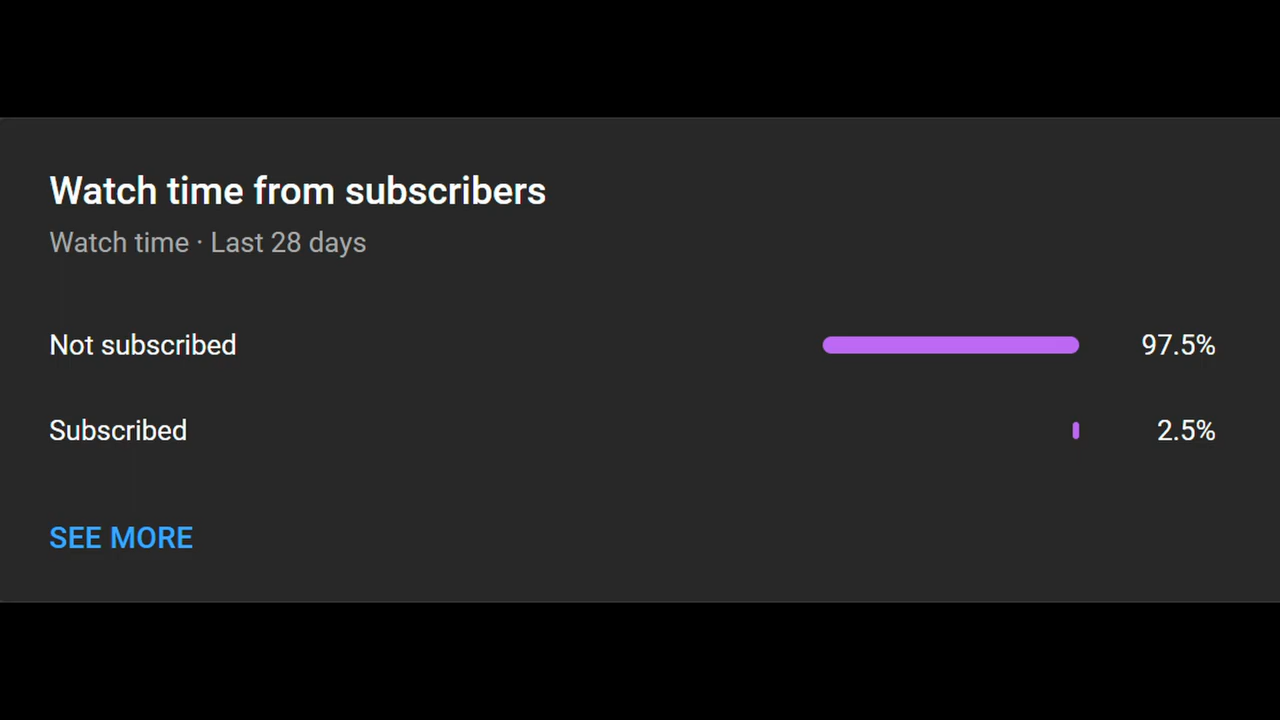 Watch time from subscribers
Watch time · Last 28 days
Not subscribed 97.5%
Subscribed 2.5%
SEE MORE